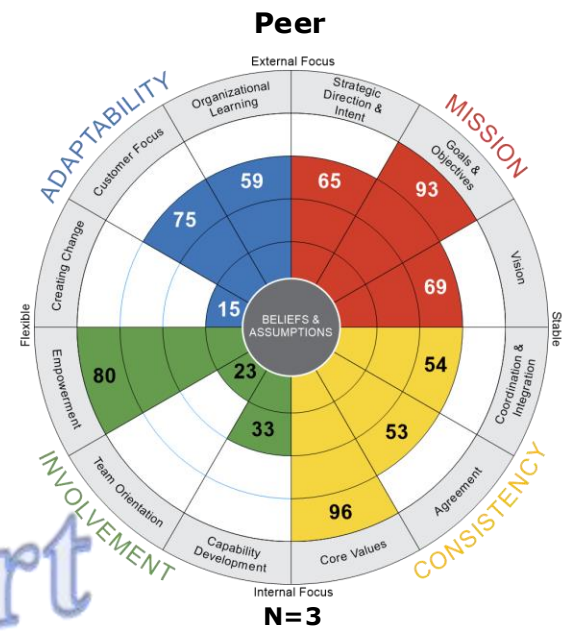 Peer
External Focus
ADAPTABILITY
MISSION
Organizational
Learning
Strategic
Direction &
Intent
Customer Focus
Goals &
Objectives
Creating Change
Vision
59
65
75
93
15
69
Flexible
BELIEFS &
ASSUMPTIONS
Stable
80
23
54
33
53
96
Empowerment
Coordination &
Integration
Team Orientation
Agreement
Capability
Development
Core Values
INVOLVEMENT
CONSISTENCY
rt
Internal Focus
N=3